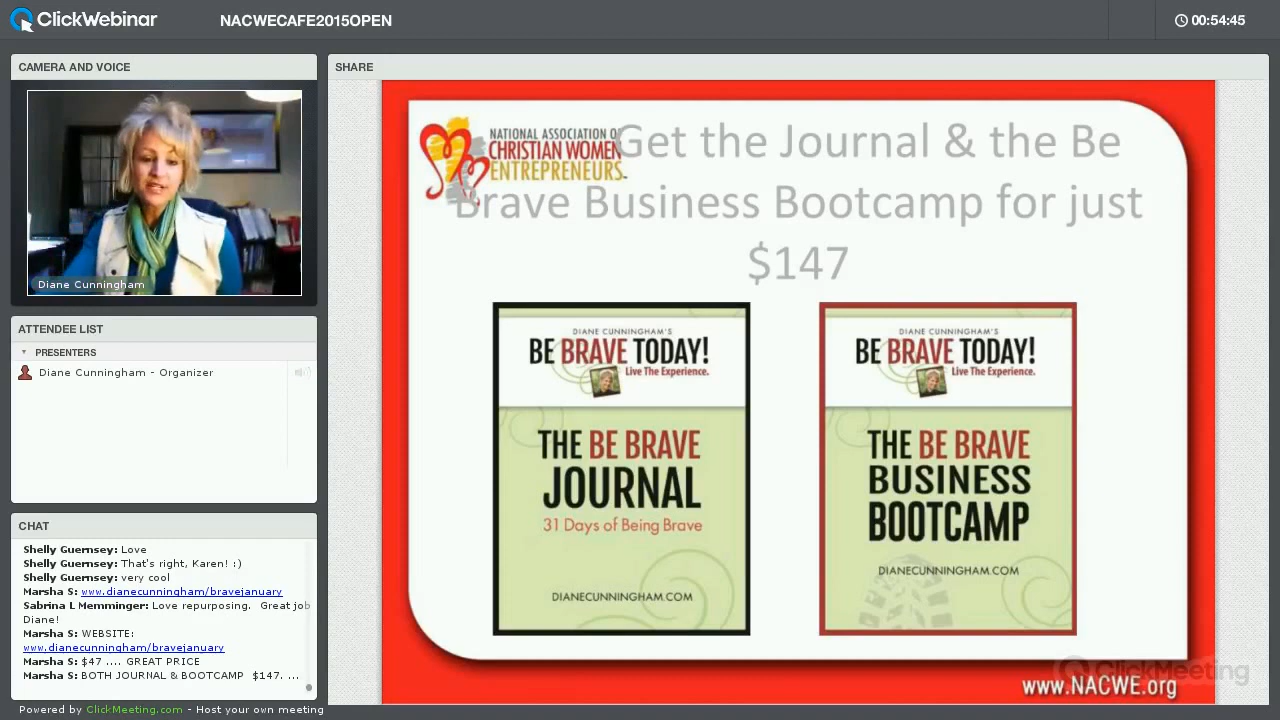 ClickWebinar
NACWECAFE2015OPEN
00:54:45
CAMERA AND VOICE
Diane Cunningham
ATTENDEE LIST
PRESENTERS
Diane Cunningham - Organizer
CHAT
Shelly Guernsey: Love
Shelly Guernsey: That's right, Karen! :)
Shelly Guernsey: very cool
Marsha S: www.dianecunningham/bravejanuary
Sabrina L Memminger: Love repurposing. Great job
Diane
WEBSITE:
www.dianecunningham/bravejanuary
GREAT PRICE
BOTH JOURNAL & BOOTCAMP $147. ...
Powered by ClickMeeting.com - Host your own meeting
SHARE
NATIONAL ASSOCIATION OF
CHRISTIAN WOMEN
ENTREPRENEURS
Get the Journal & the Be
Brave Business Bootcamp for just
$147
DIANE CUNNINGHAM'S
BE BRAVE TODAY!
Live The Experience.
THE BE BRAVE
JOURNAL
31 Days of Being Brave
DIANECUNNINGHAM.COM
DIANE CUNNINGHAM'S
BE BRAVE TODAY!
Live The Experience.
THE BE BRAVE
BUSINESS
BOOTCAMP
DIANECUNNINGHAM.COM
www.NACWE.org